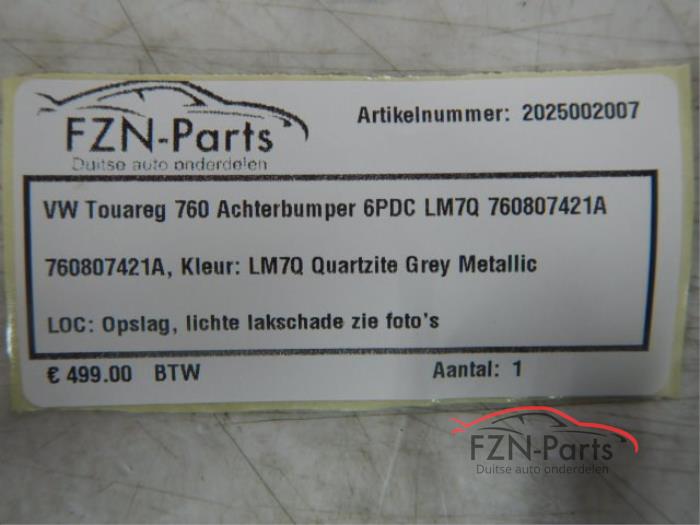 FZN-Parts
Duitse auto onderdelen
Artikelnummer: 2025002007
VW Touareg 760 Achterbumper 6PDC LM7Q 760807421A
760807421A, Kleur: LM7Q Quartzite Grey Metallic
LOC: Opslag, lichte lakschade zie foto's
€ 499.00 BTW
Aantal: 1
FZN-Parts
Duitse auto onderdelen